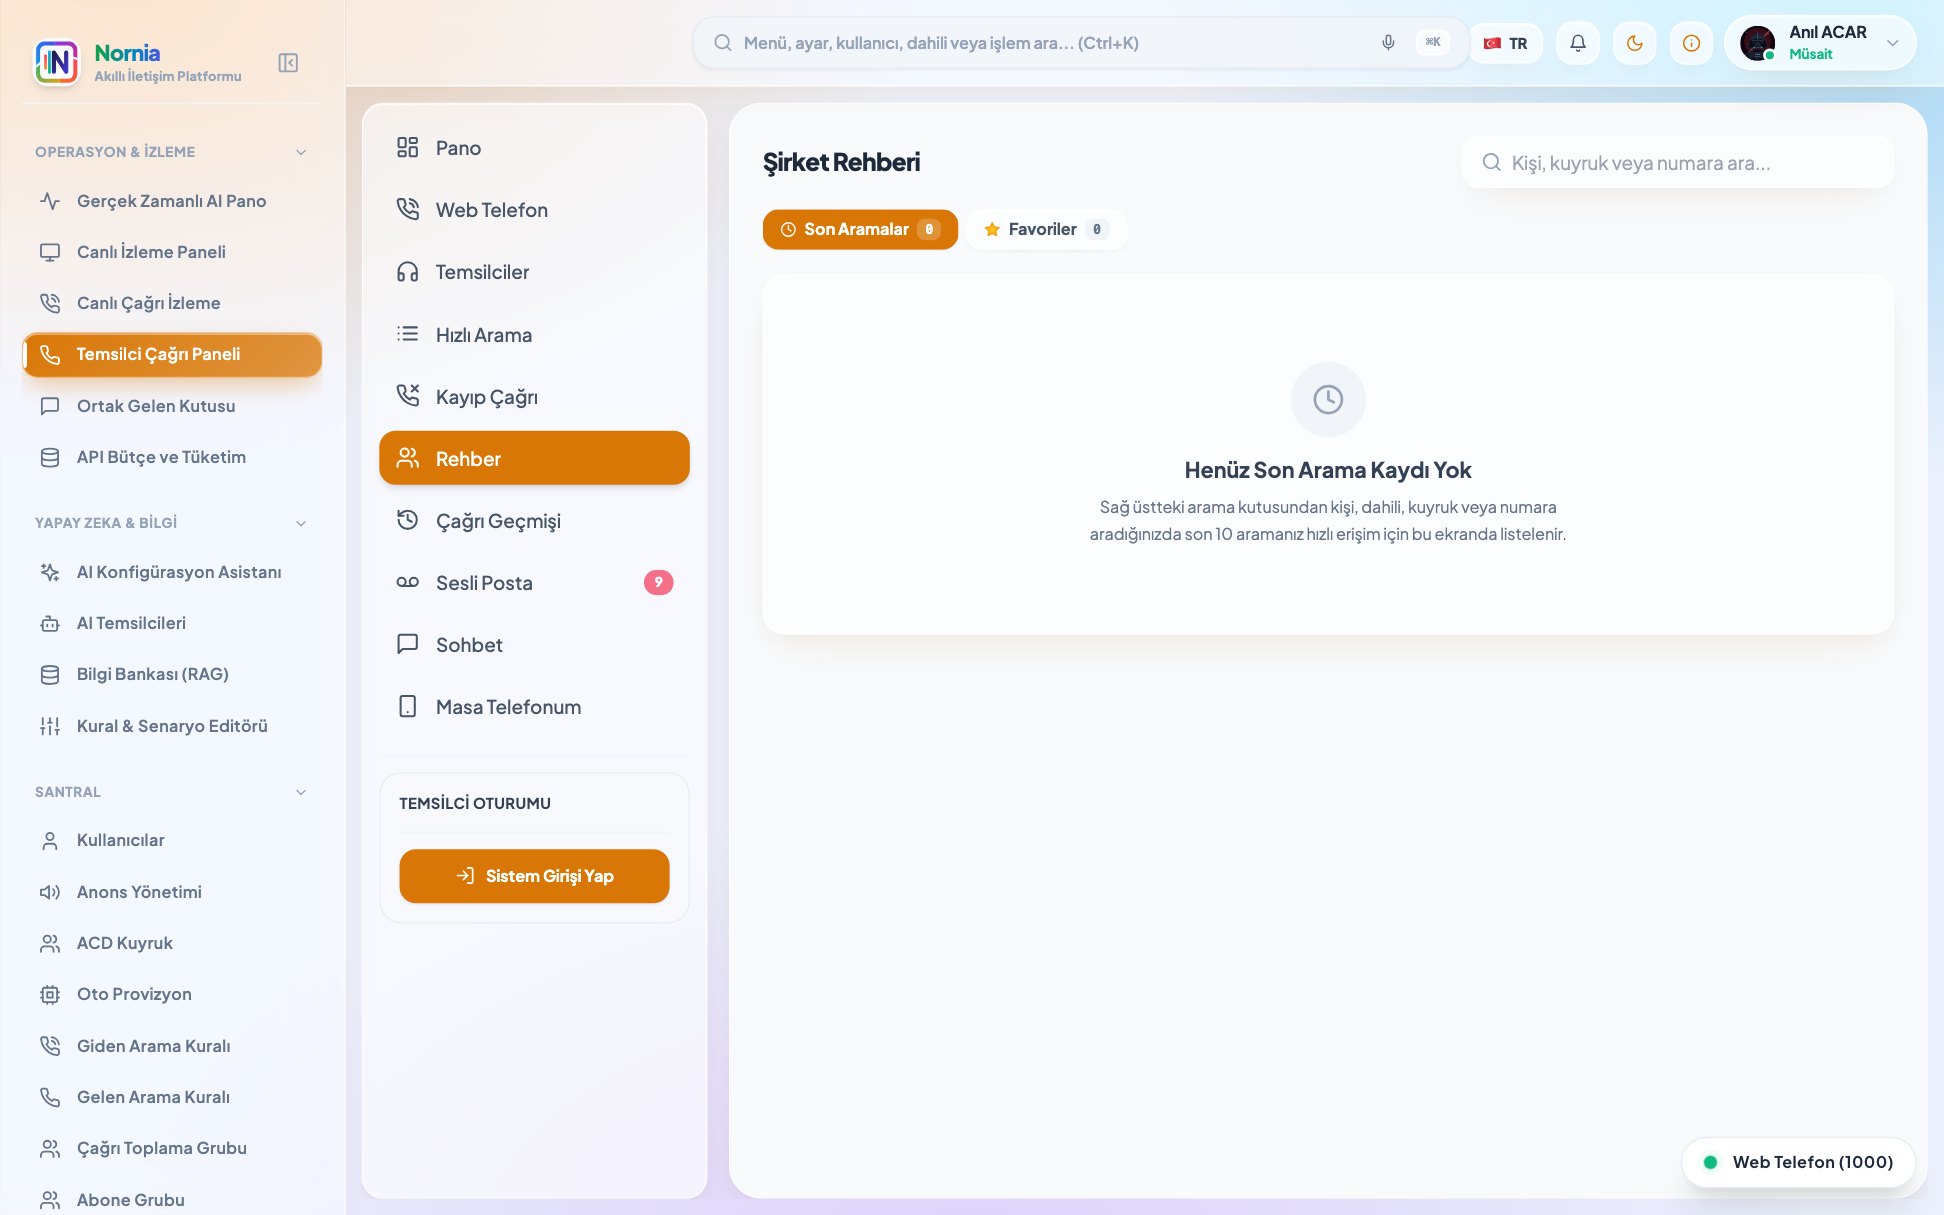 Nornia
Akıllı İletişim Platformu
Menü, ayar, kullanıcı, dahili veya işlem ara... (Ctrl+K)
⌘K
TR
Anıl ACAR
Müsait
OPERASYON & İZLEME
Gerçek Zamanlı AI Pano
Canlı İzleme Paneli
Canlı Çağrı İzleme
Temsilci Çağrı Paneli
Ortak Gelen Kutusu
API Bütçe ve Tüketim
YAPAY ZEKA & BİLGİ
AI Konfigürasyon Asistanı
AI Temsilcileri
Bilgi Bankası (RAG)
Kural & Senaryo Editörü
SANTRAL
Kullanıcılar
Anons Yönetimi
ACD Kuyruk
Oto Provizyon
Giden Arama Kuralı
Gelen Arama Kuralı
Çağrı Toplama Grubu
Abone Grubu
Pano
Web Telefon
Temsilciler
Hızlı Arama
Kayıp Çağrı
Rehber
Çağrı Geçmişi
Sesli Posta 9
Sohbet
Masa Telefonum
TEMSİLCİ OTURUMU
Sistem Girişi Yap
Şirket Rehberi
Kişi, kuyruk veya numara ara...
Son Aramalar 0
Favoriler 0
Henüz Son Arama Kaydı Yok
Sağ üstteki arama kutusundan kişi, dahili, kuyruk veya numara
aradığınızda son 10 aramanız hızlı erişim için bu ekranda listelenir.
Web Telefon (1000)